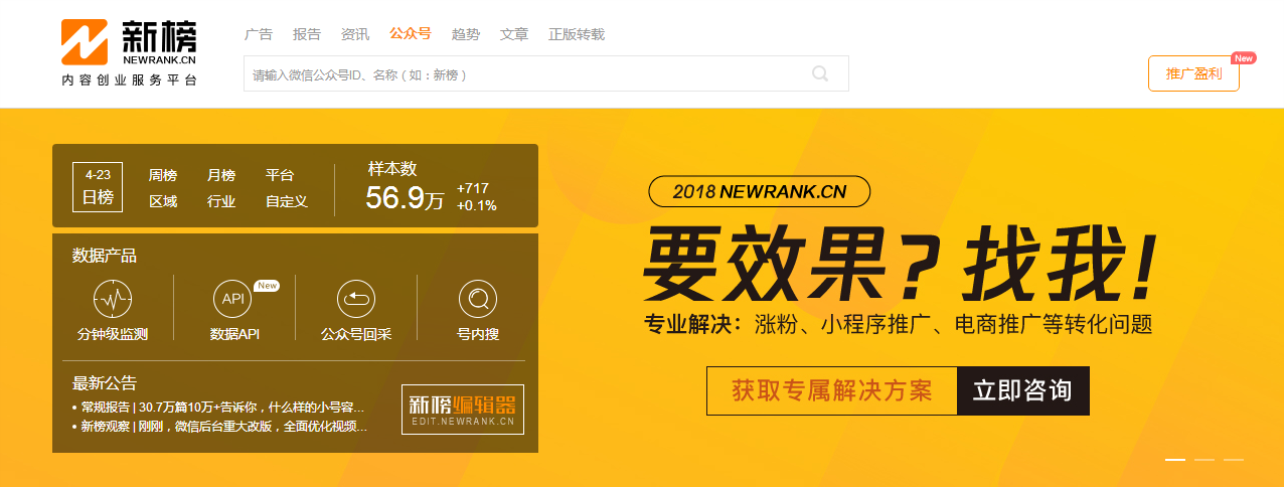 新榜
NEWRANK.CN
内容创业服务平台
广告 报告 资讯 公众号 趋势 文章 正版转载
请输入微信公众号ID、名称（如：新榜）
推广盈利
New
4-23
日榜
周榜 月榜 平台
区域 行业 自定义
样本数
56.9万
+717
+0.1%
数据产品
API
New
分钟级监测 数据API 公众号回采 号内搜
最新公告
• 常规报告 | 30.7万篇10万+告诉你，什么样的小号容...
• 新榜观察 | 刚刚，微信后台重大改版，全面优化视频...
新榜编辑器
EDIT.NEWRANK.CN
2018 NEWRANK.CN
要效果?找我!
专业解决：涨粉、小程序推广、电商推广等转化问题
获取专属解决方案 立即咨询